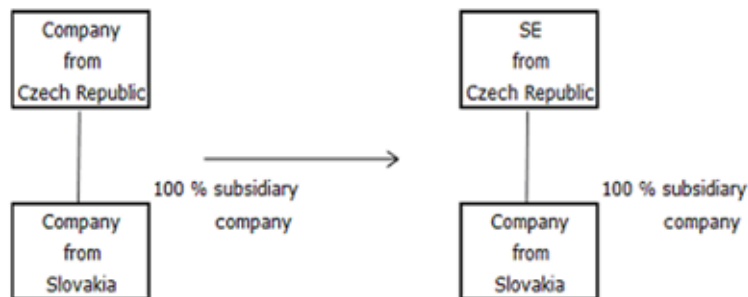 Company
from
Czech Republic
SE
from
Czech Republic
100 % subsidiary
company
100 % subsidiary
company
Company
from
Slovakia
Company
from
Slovakia